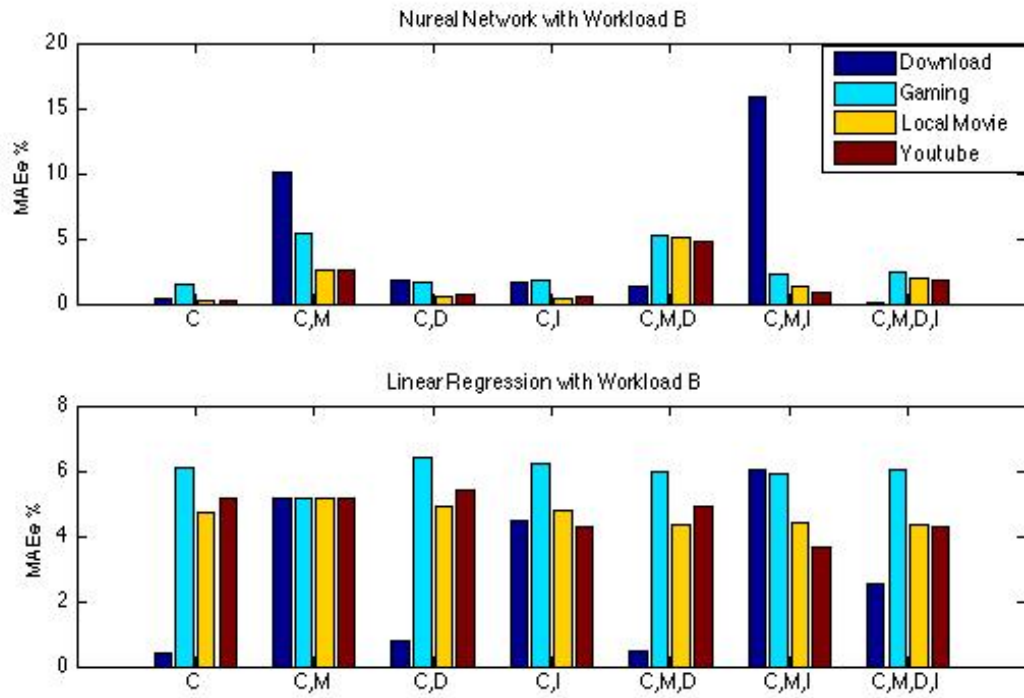 Nureal Network with Workload B
20
15
10
5
0
MAEe %
Download
Gaming
Local Movie
Youtube
C
C,M
C,D
C,I
C,M,D
C,M,I
C,M,D,I
Linear Regression with Workload B
8
6
4
2
0
MAEe %
C
C,M
C,D
C,I
C,M,D
C,M,I
C,M,D,I